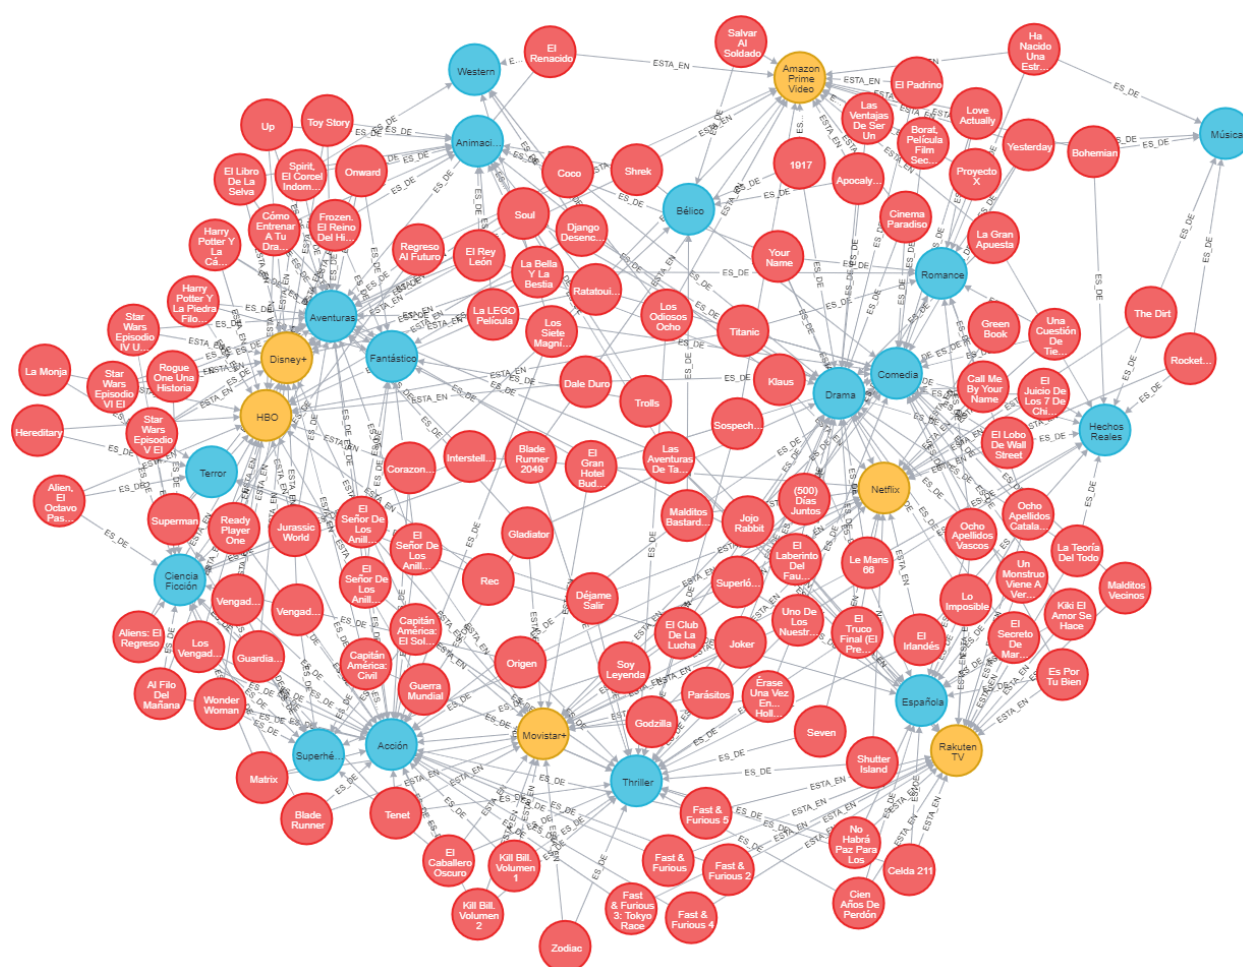 El
Renacido
Salvar
Al
Soldado
Ha
Nacido
Una
Estr...
Western
Amazon
Prime
Video
El Padrino
Las
Ventajas
De Ser
Un
Borat,
Película
Film
Sec...
Love
Actually
Up
Toy Story
Animaci...
Música
Yesterday
Bohemian
El Libro
De La
Selva
Spirit,
El Corcel
Indom...
Onward
Coco
Shrek
1917
Apocaly...
Proyecto
X
Cómo
Entrenar
A Tu
Dra...
Frozen.
El Reino
Del Hi...
Soul
Django
Desenc...
Bélico
Cinema
Paradiso
La Gran
Apuesta
Harry
Potter Y
La
Cá...
Regreso
Al Futuro
El Rey
León
La Bella
Y La
Bestia
Your
Name
Romance
Harry
Potter Y
La Piedra
Filo...
Ratatoui...
Aventuras
La LEGO
Película
Los
Odiosos
Ocho
Star
Wars
Episodio
IV U...
Los
Siete
Magní...
Titanic
Green
Book
Una
Cuestión
De
Tie...
The Dirt
Disney+
Fantástico
Rocket...
La Monja
Star
Wars
Episodio
VI El
Rogue
One Una
Historia
Dale Duro
Trolls
Klaus
Drama
Comedia
Call Me
By Your
Name
El
Juicio De
Los 7 De
Chi...
HBO
Star
Wars
Episodio
V El
Hereditary
Sospech...
El Lobo
De Wall
Street
Hechos
Reales
Terror
Corazon...
Interstell...
Blade
Runner
2049
El
Gran
Hotel
Bud...
Las
Aventuras
De Ta...
Netflix
(500)
Días
Juntos
Alien,
El
Octavo
Pas...
Superman
Ready
Player
One
Jurassic
World
El
Señor De
Los
Anill...
Gladiator
Malditos
Bastard...
Jojo
Rabbit
Ocho
Apellidos
Vascos
Ocho
Apellidos
Catala...
La Teoría
Del Todo
El
Señor De
Los
Anill...
El
Laberinto
Del
Fau...
Le Mans
66
Ciencia
Ficción
El
Señor De
Los
Anill...
Rec
Déjame
Salir
Superló...
Un
Monstruo
Viene A
Ver...
Malditos
Vecinos
Vengad...
Vengad...
Lo
Imposible
Kiki El
Amor Se
Hace
Aliens: El
Regreso
Los
Vengad...
Guardia...
Capitán
América:
El Sol...
Origen
El Club
De La
Lucha
Uno De
Los
Nuestr...
El
Truco
Final (El
Pre...
El
Irlandés
El
Secreto
De
Mar...
Joker
Capitán
América:
Civil
Soy
Leyenda
Es Por
Tu Bien
Al Filo
Del
Mañana
Wonder
Woman
Guerra
Mundial
Parásitos
Érase
Una Vez
En...
Holl...
Española
Superhé...
Acción
Movistar+
Godzilla
Seven
Rakuten
TV
Matrix
Thriller
Shutter
Island
Blade
Runner
Tenet
Fast &
Furious 5
El
Caballero
Oscuro
Kill Bill.
Volumen
1
Fast &
Furious
Fast &
Furious 2
No
Habrá
Paz Para
Los
Celda 211
Kill Bill.
Volumen
2
Fast
& Furious
3: Tokyo
Race
Fast &
Furious 4
Cien
Años De
Perdón
Zodiac
ESTA_EN
ES_DE